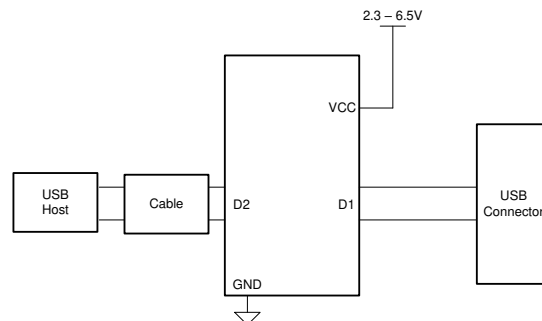 2.3 – 6.5V
VCC
USB
Host
Cable
D2
D1
USB
Connector
GND